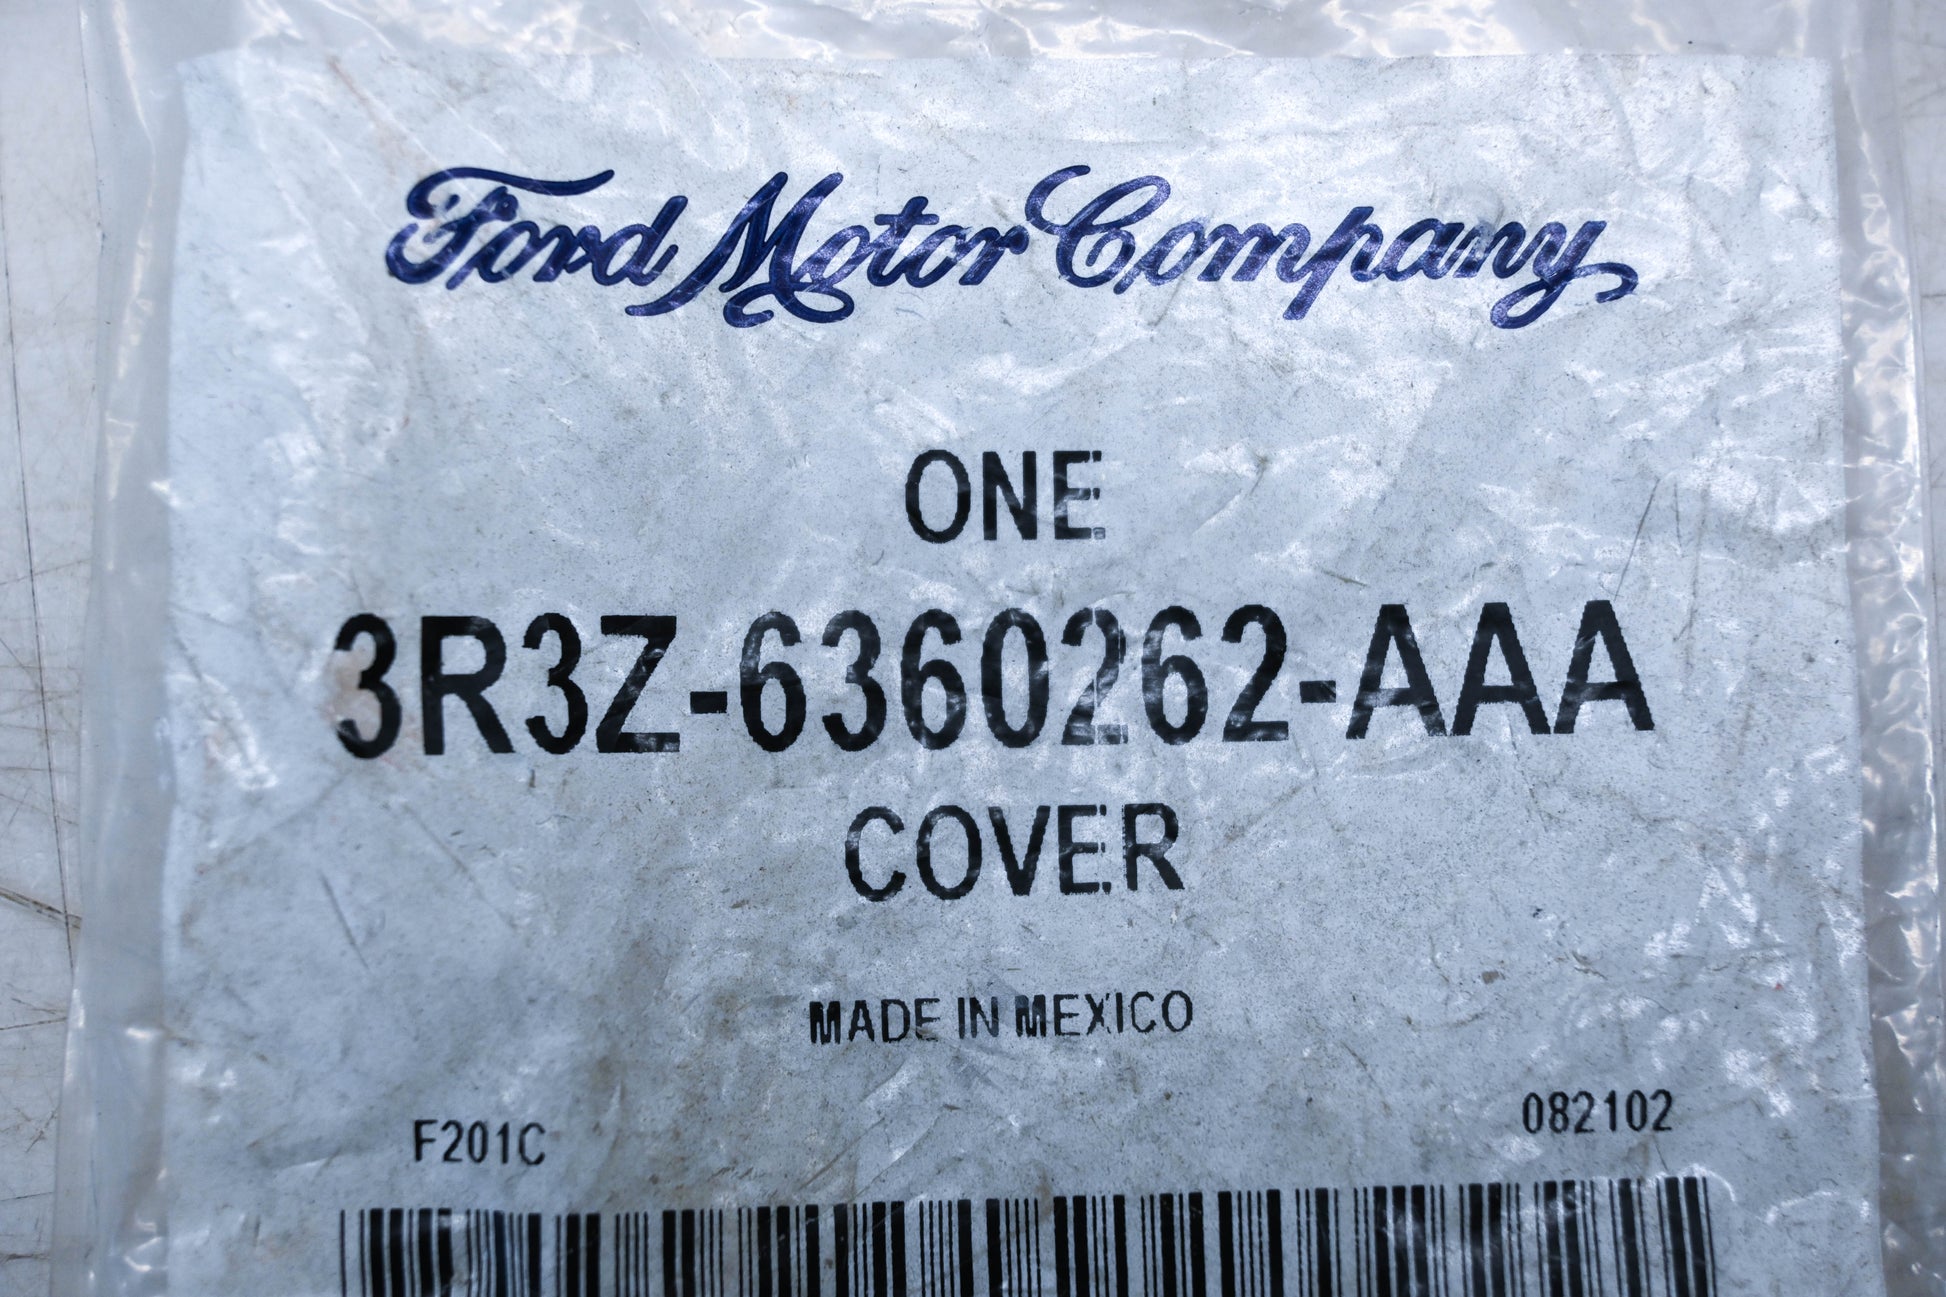 Ford Motor Company
ONE
3R3Z-6360262-AAA
COVER
MADE IN MEXICO
F201C
082102